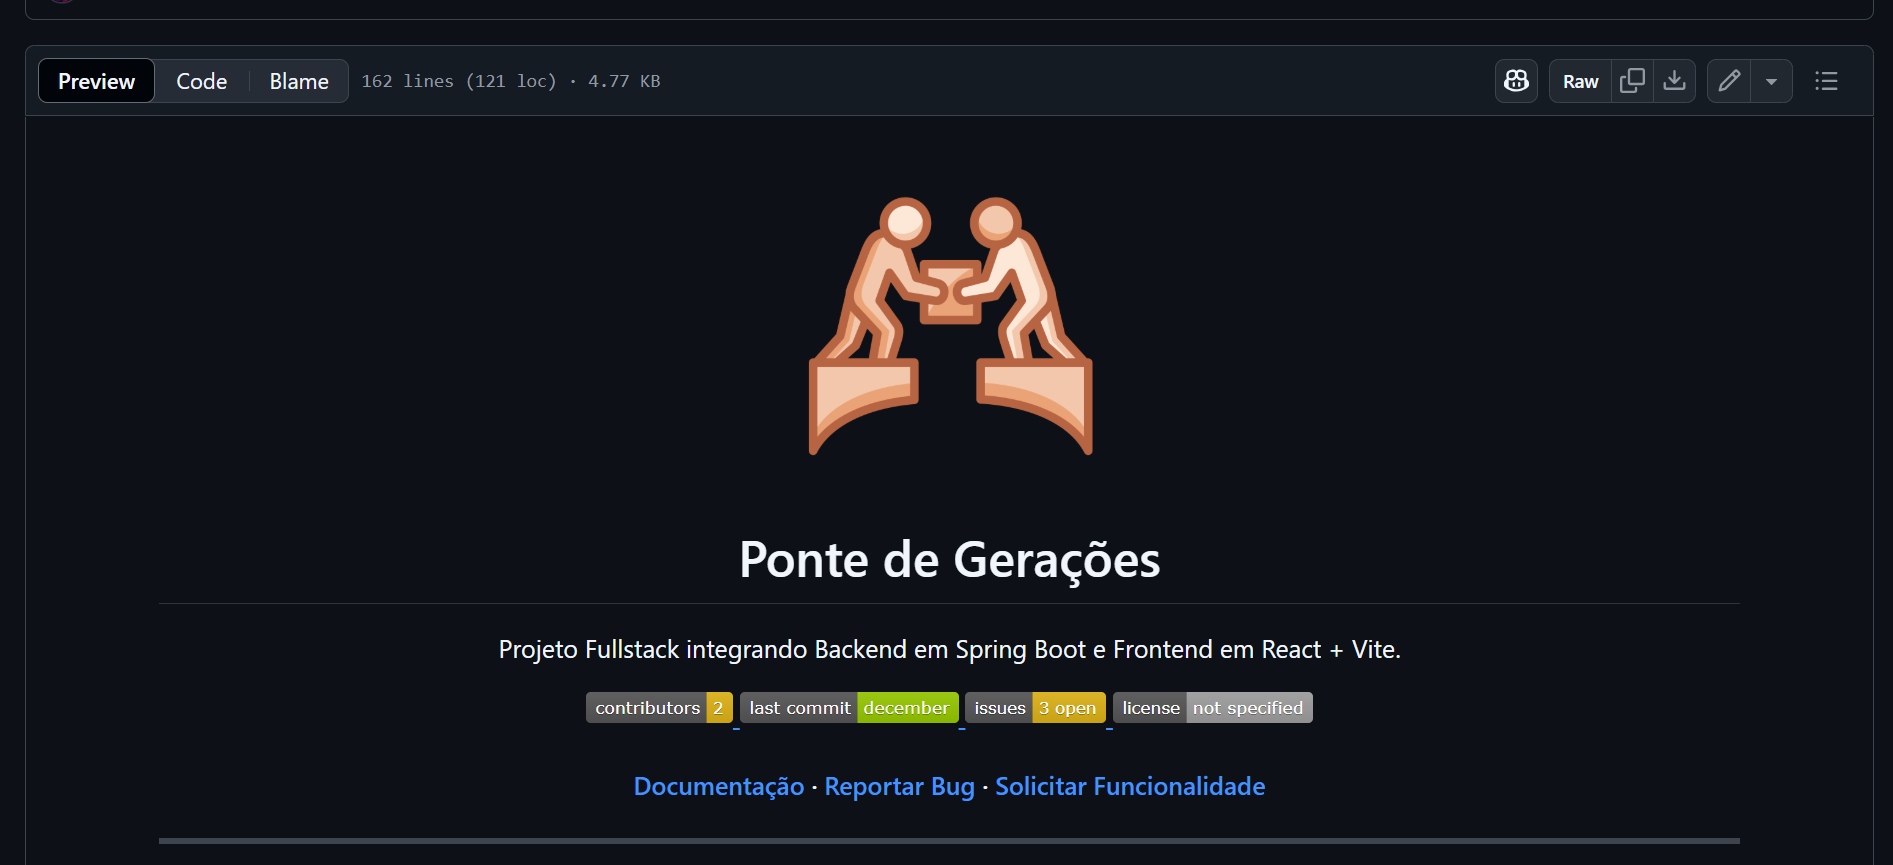 Preview Code Blame 162 lines (121 loc) · 4.77 KB Raw
Ponte de Gerações
Projeto Fullstack integrando Backend em Spring Boot e Frontend em React + Vite.
contributors 2 last commit december issues 3 open license not specified
Documentação · Reportar Bug · Solicitar Funcionalidade